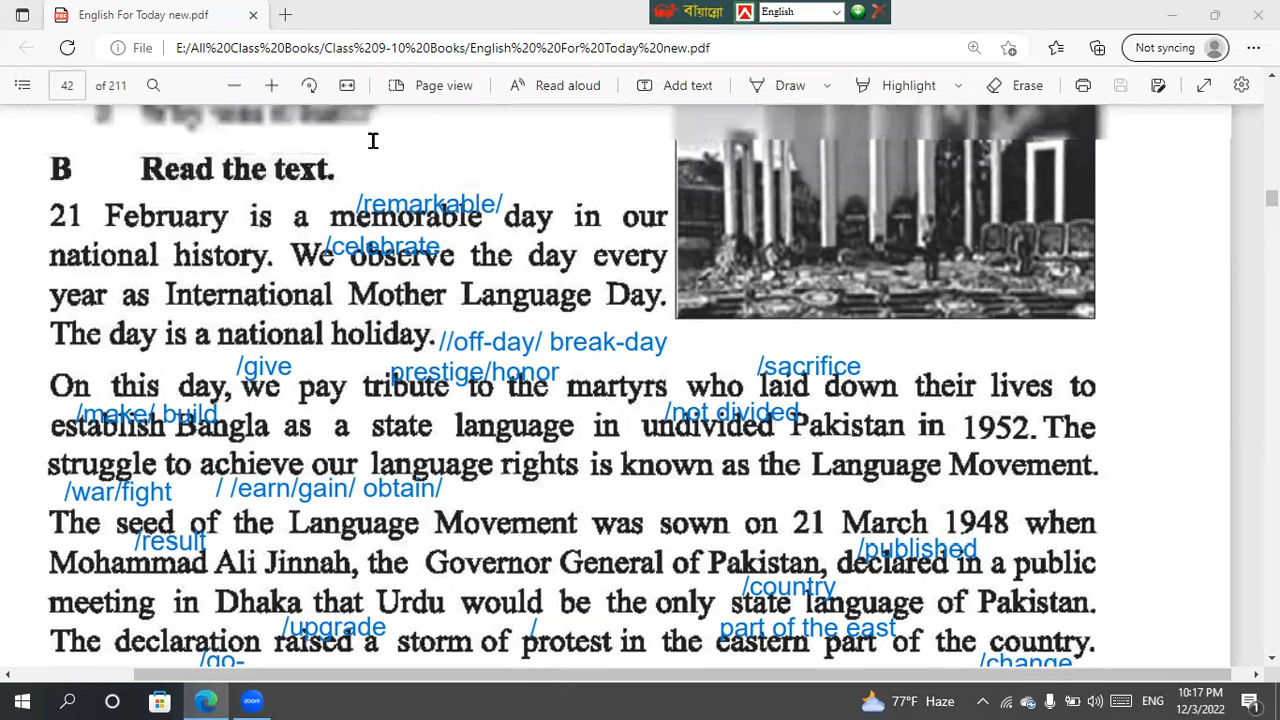 English For Today new.pdf
বায়ান্নো
English
File
E:/All%20Class%20Books/Class%209-10%20Books/English%20%20For%20Today%20new.pdf
Not syncing
42 of 211
Page view
Read aloud
Add text
Draw
Highlight
Erase
B Read the text.
/remarkable/
21 February is a memorable day in our
/celebrate
national history. We observe the day every
year as International Mother Language Day.
The day is a national holiday.
//off-day/ break-day
/give prestige/honor /sacrifice
On this day, we pay tribute to the martyrs who laid down their lives to
/make/ build /not divided
establish Bangla as a state language in undivided Pakistan in 1952. The
struggle to achieve our language rights is known as the Language Movement.
/war/fight / /earn/gain/ obtain/
The seed of the Language Movement was sown on 21 March 1948 when
/result /published
Mohammad Ali Jinnah, the Governor General of Pakistan, declared in a public
/country
meeting in Dhaka that Urdu would be the only state language of Pakistan.
/upgrade / part of the east
The declaration raised a storm of protest in the eastern part of the country.
/go- /change
77°F Haze
ENG
10:17 PM
12/3/2022